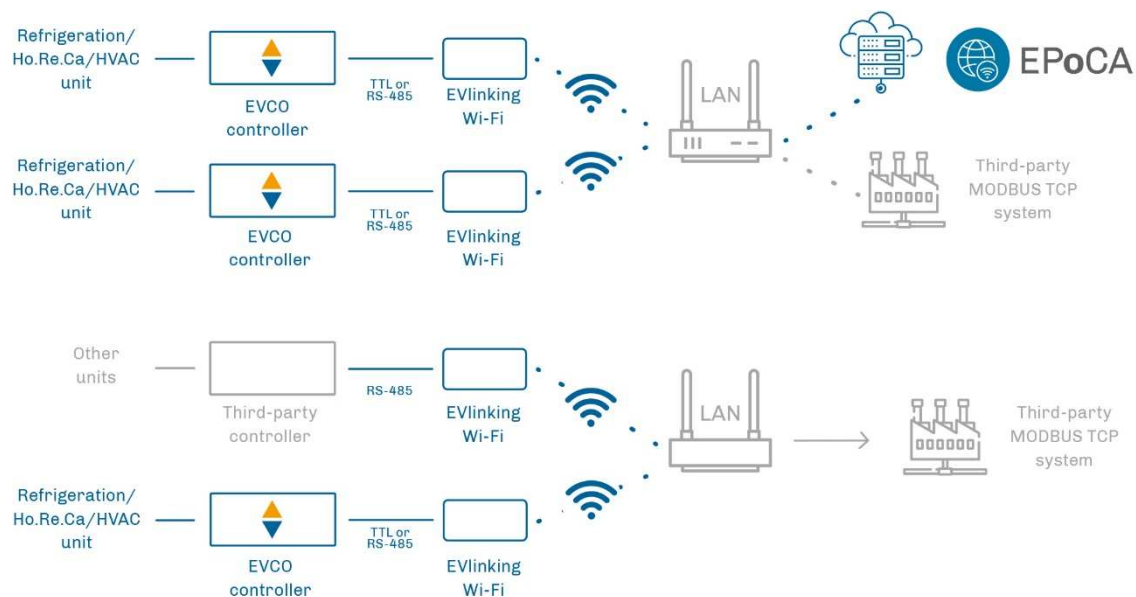 Refrigeration/
Ho.Re.Ca/HVAC
unit
EVCO
controller
TTL or
RS-485
EVlinking
Wi-Fi
LAN
EPoCA
Refrigeration/
Ho.Re.Ca/HVAC
unit
EVCO
controller
TTL or
RS-485
EVlinking
Wi-Fi
Third-party
MODBUS TCP
system
Other
units
Third-party
controller
RS-485
EVlinking
Wi-Fi
LAN
Third-party
MODBUS TCP
system
Refrigeration/
Ho.Re.Ca/HVAC
unit
EVCO
controller
TTL or
RS-485
EVlinking
Wi-Fi